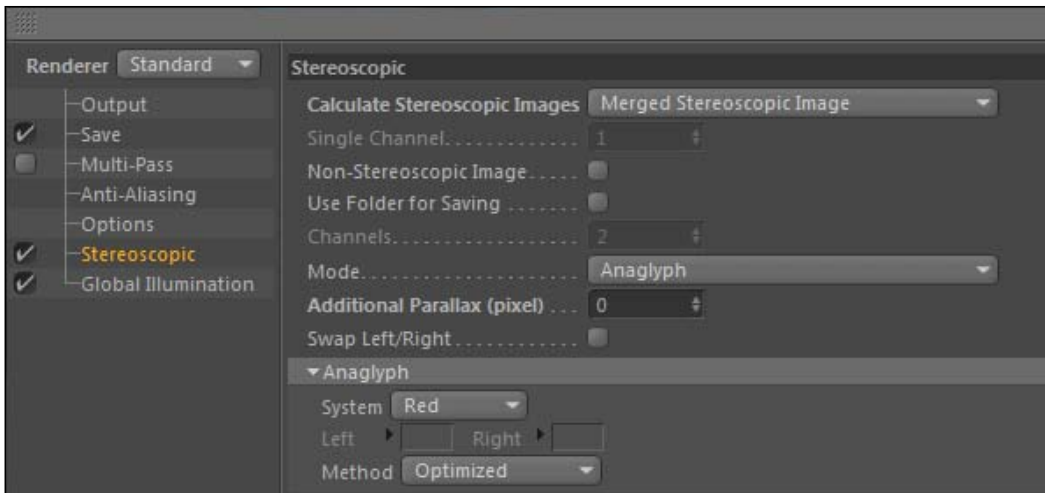 Renderer Standard
Output
Save
Multi-Pass
Anti-Aliasing
Options
Stereoscopic
Global Illumination
Stereoscopic
Calculate Stereoscopic Images Merged Stereoscopic Image
Single Channel............. 1
Non-Stereoscopic Image.....
Use Folder for Saving .......
Channels.................. 2
Mode..................... Anaglyph
Additional Parallax (pixel) ... 0
Swap Left/Right............
Anaglyph
System Red
Left Right
Method Optimized